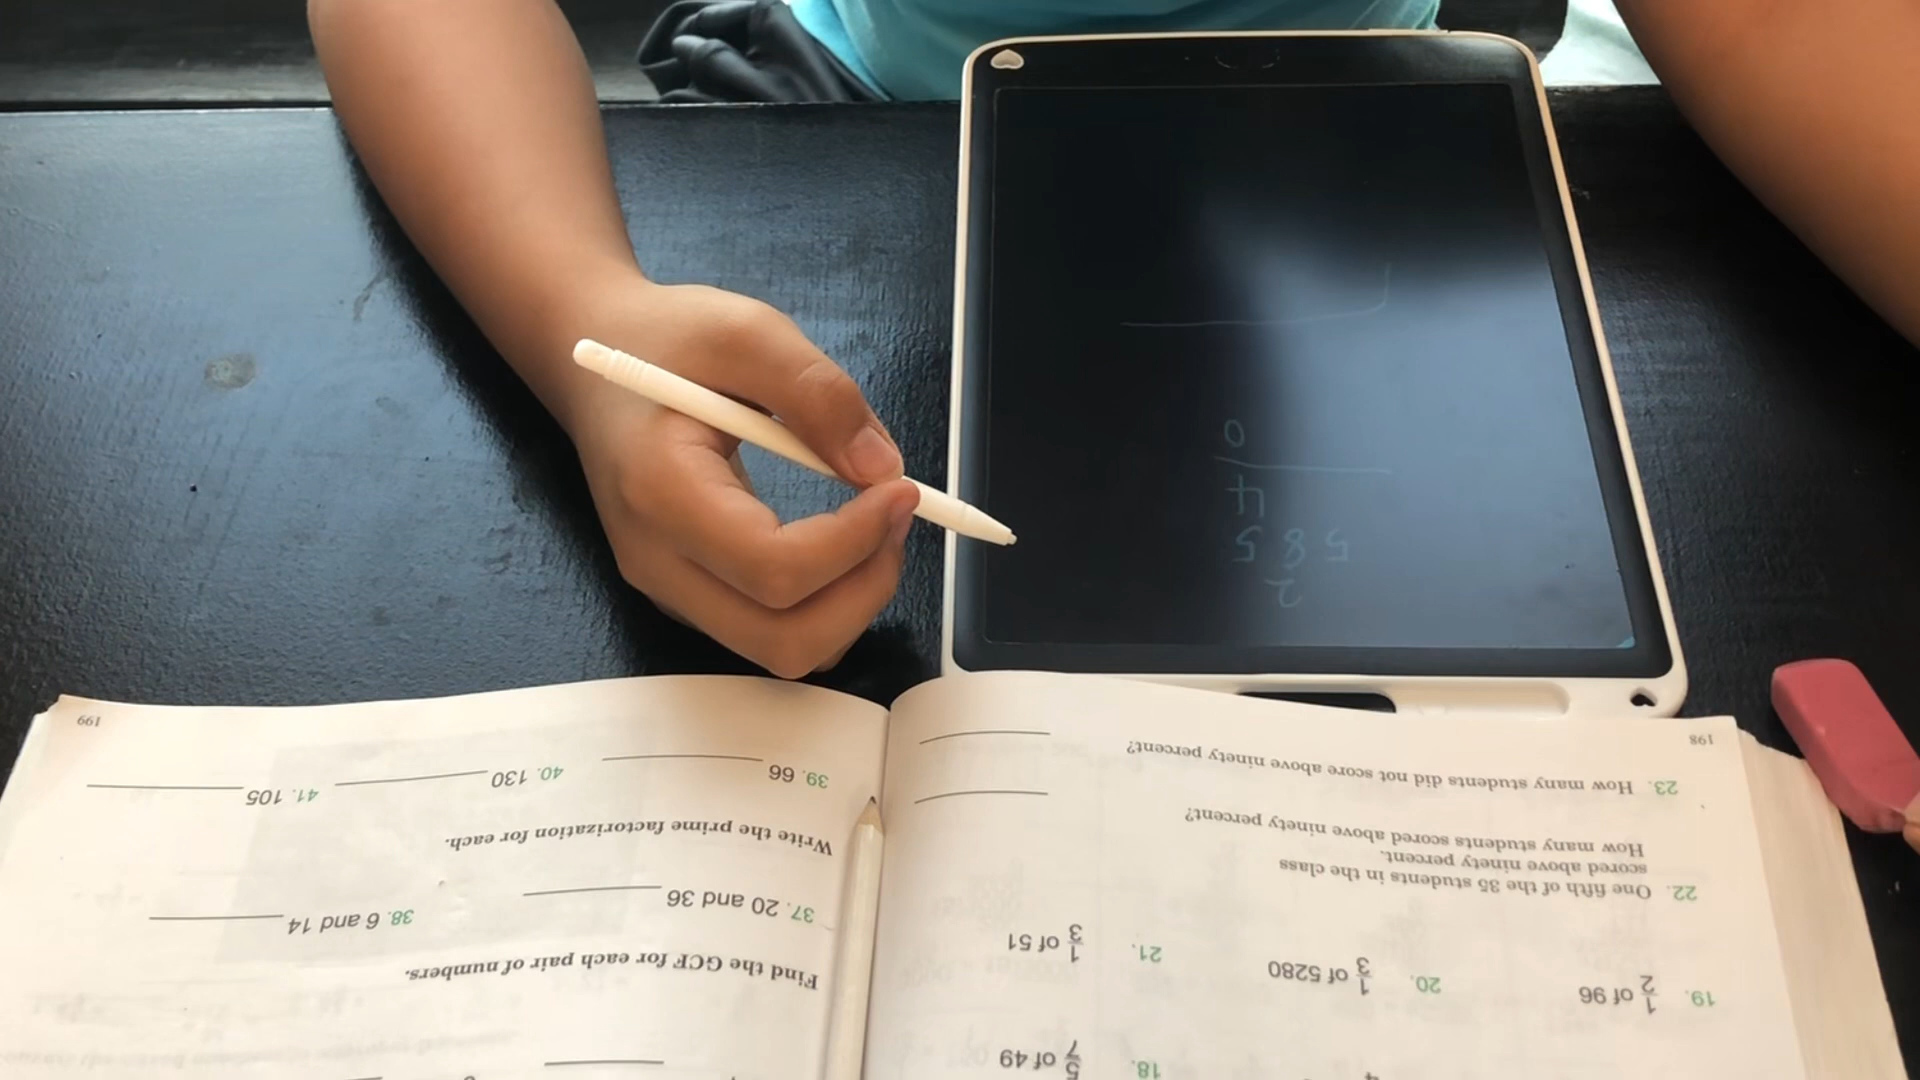 18. 5/7 of 49
19. 1/2 of 96 20. 1/3 of 5280 21. 1/3 of 51
22. One fifth of the 35 students in the class
scored above ninety percent.
How many students scored above ninety percent?
23. How many students did not score above ninety percent?
198
Find the GCF for each pair of numbers.
37. 20 and 36 38. 6 and 14
Write the prime factorization for each.
39. 66 40. 130 41. 105
199
2
585
4
0